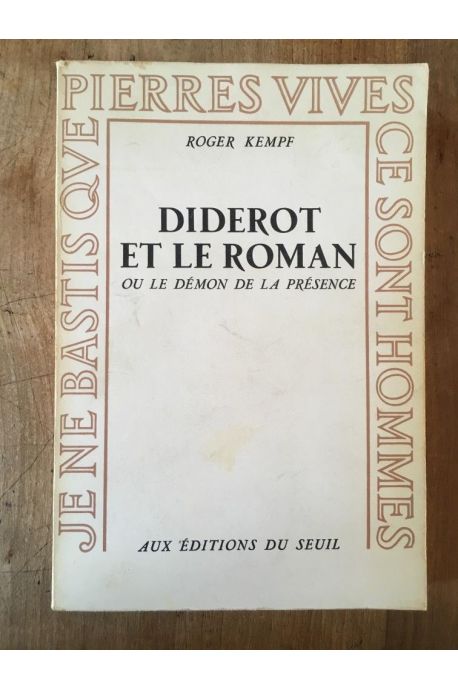 JE NE BASTIS QVE
PIERRES VIVES
CE SONT HOMMES
ROGER KEMPF
DIDEROT
ET LE ROMAN
OU LE DÉMON DE LA PRÉSENCE
AUX ÉDITIONS DU SEUIL